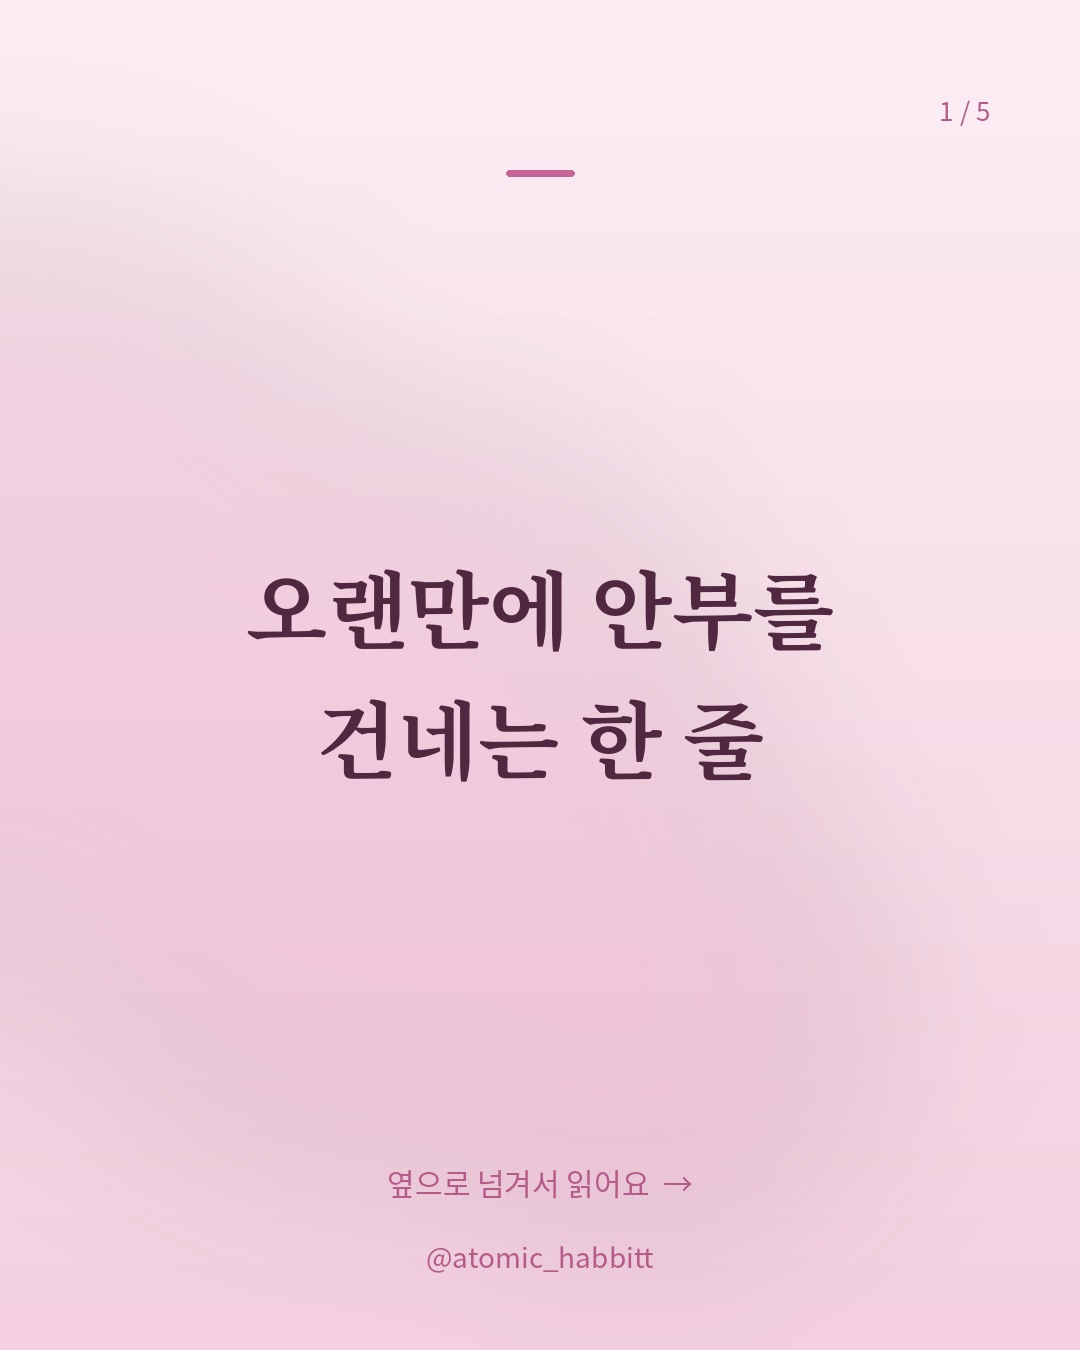 1 / 5
오랜만에 안부를
건네는 한 줄
옆으로 넘겨서 읽어요 →
@atomic_habbitt